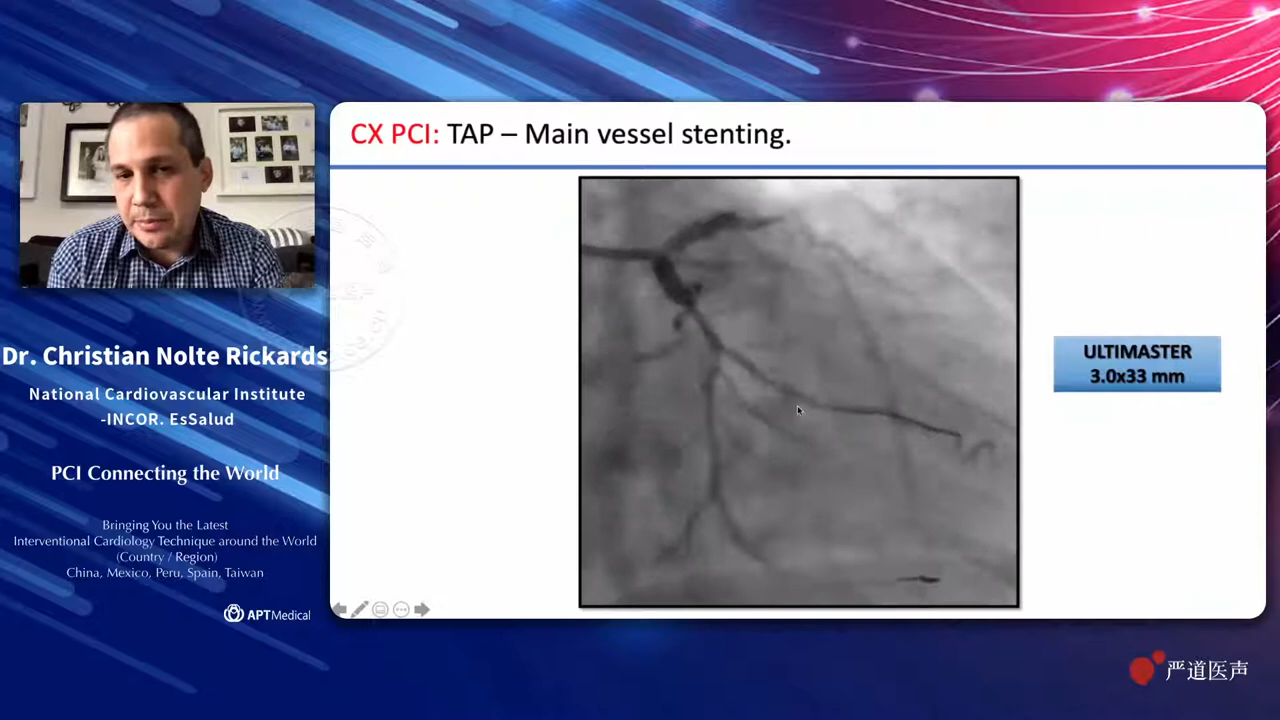 CX PCI: TAP – Main vessel stenting.
ULTIMASTER
3.0x33 mm
Dr. Christian Nolte Rickards
National Cardiovascular Institute
-INCOR. EsSalud
PCI Connecting the World
Bringing You the Latest
Interventional Cardiology Technique around the World
(Country / Region)
China, Mexico, Peru, Spain, Taiwan
APTMedical
严道医声